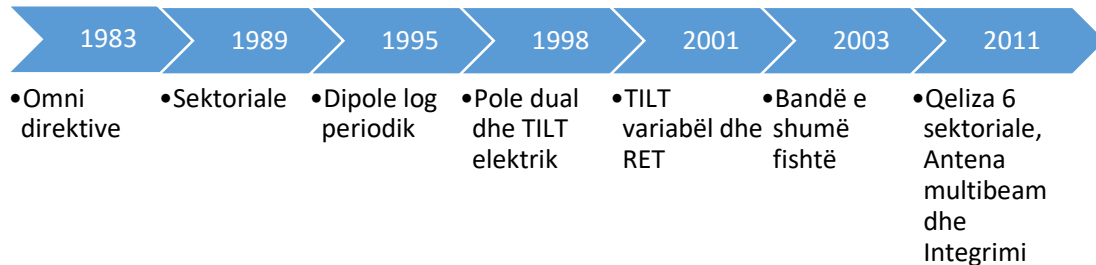 1983
1989
1995
1998
2001
2003
2011
•Omni
direktive
•Sektoriale
•Dipole log
periodik
•Pole dual
dhe TILT
elektrik
•TILT
variabël dhe
RET
•Bandë e
shumë
fishtë
•Qeliza 6
sektoriale,
Antena
multibeam
dhe
Integrimi